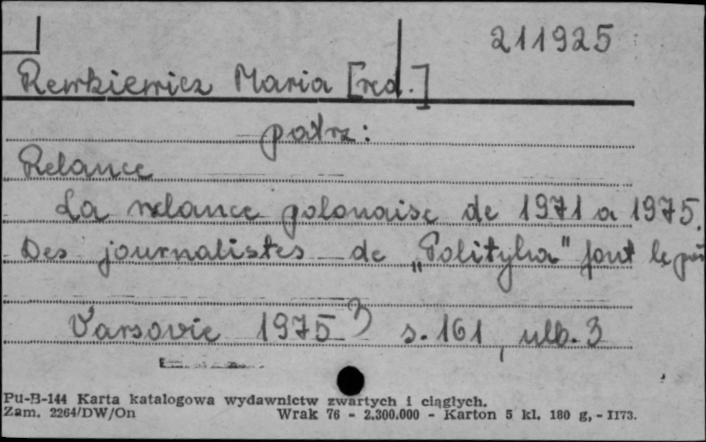 211925
Rewkiewicz Maria [red.]
patrz:
Relance
La relance polonaise de 1971 a 1975.
Des journalistes de „Polityka" font le
Varsovie 1975 s. 161, ulb. 3
Pu-B-144 Karta katalogowa wydawnictw zwartych i ciągłych.
Zam. 2264/DW/On Wrak 76 - 2.300.000 - Karton 5 kl. 180 g, - II73.